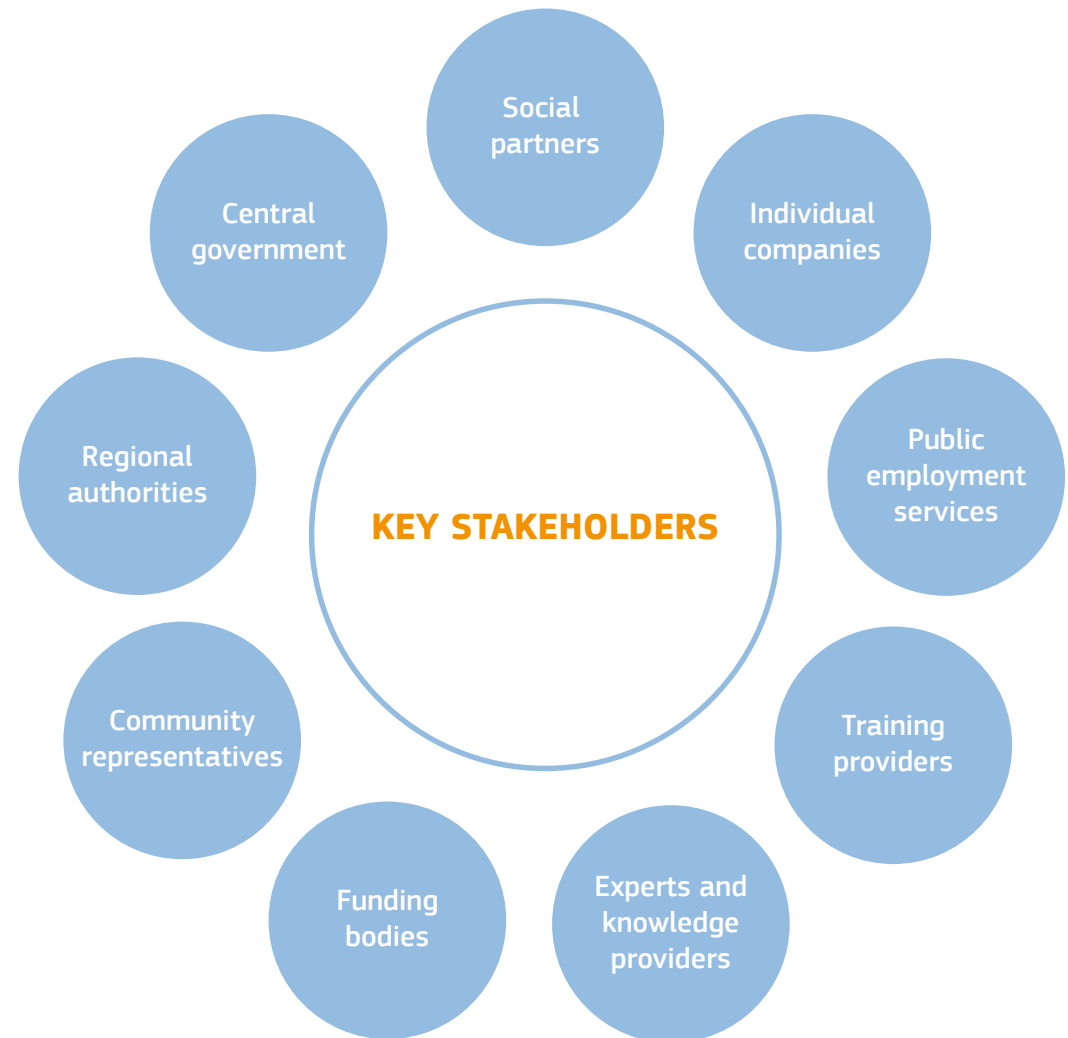 Social
partners
Individual
companies
Public
employment
services
Training
providers
Experts and
knowledge
providers
Funding
bodies
Community
representatives
Regional
authorities
Central
government
KEY STAKEHOLDERS